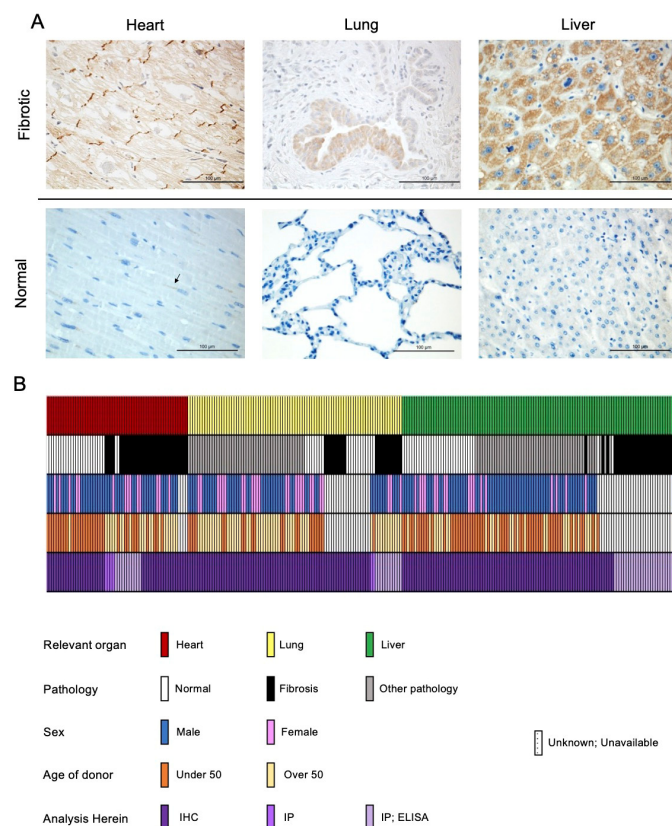 A
Heart Lung Liver
Fibrotic
100 µm 100 µm 100 µm
Normal
100 µm 100 µm 100 µm
B
Relevant organ Heart Lung Liver
Pathology Normal Fibrosis Other pathology
Sex Male Female
Unknown; Unavailable
Age of donor Under 50 Over 50
Analysis Herein IHC IP IP; ELISA